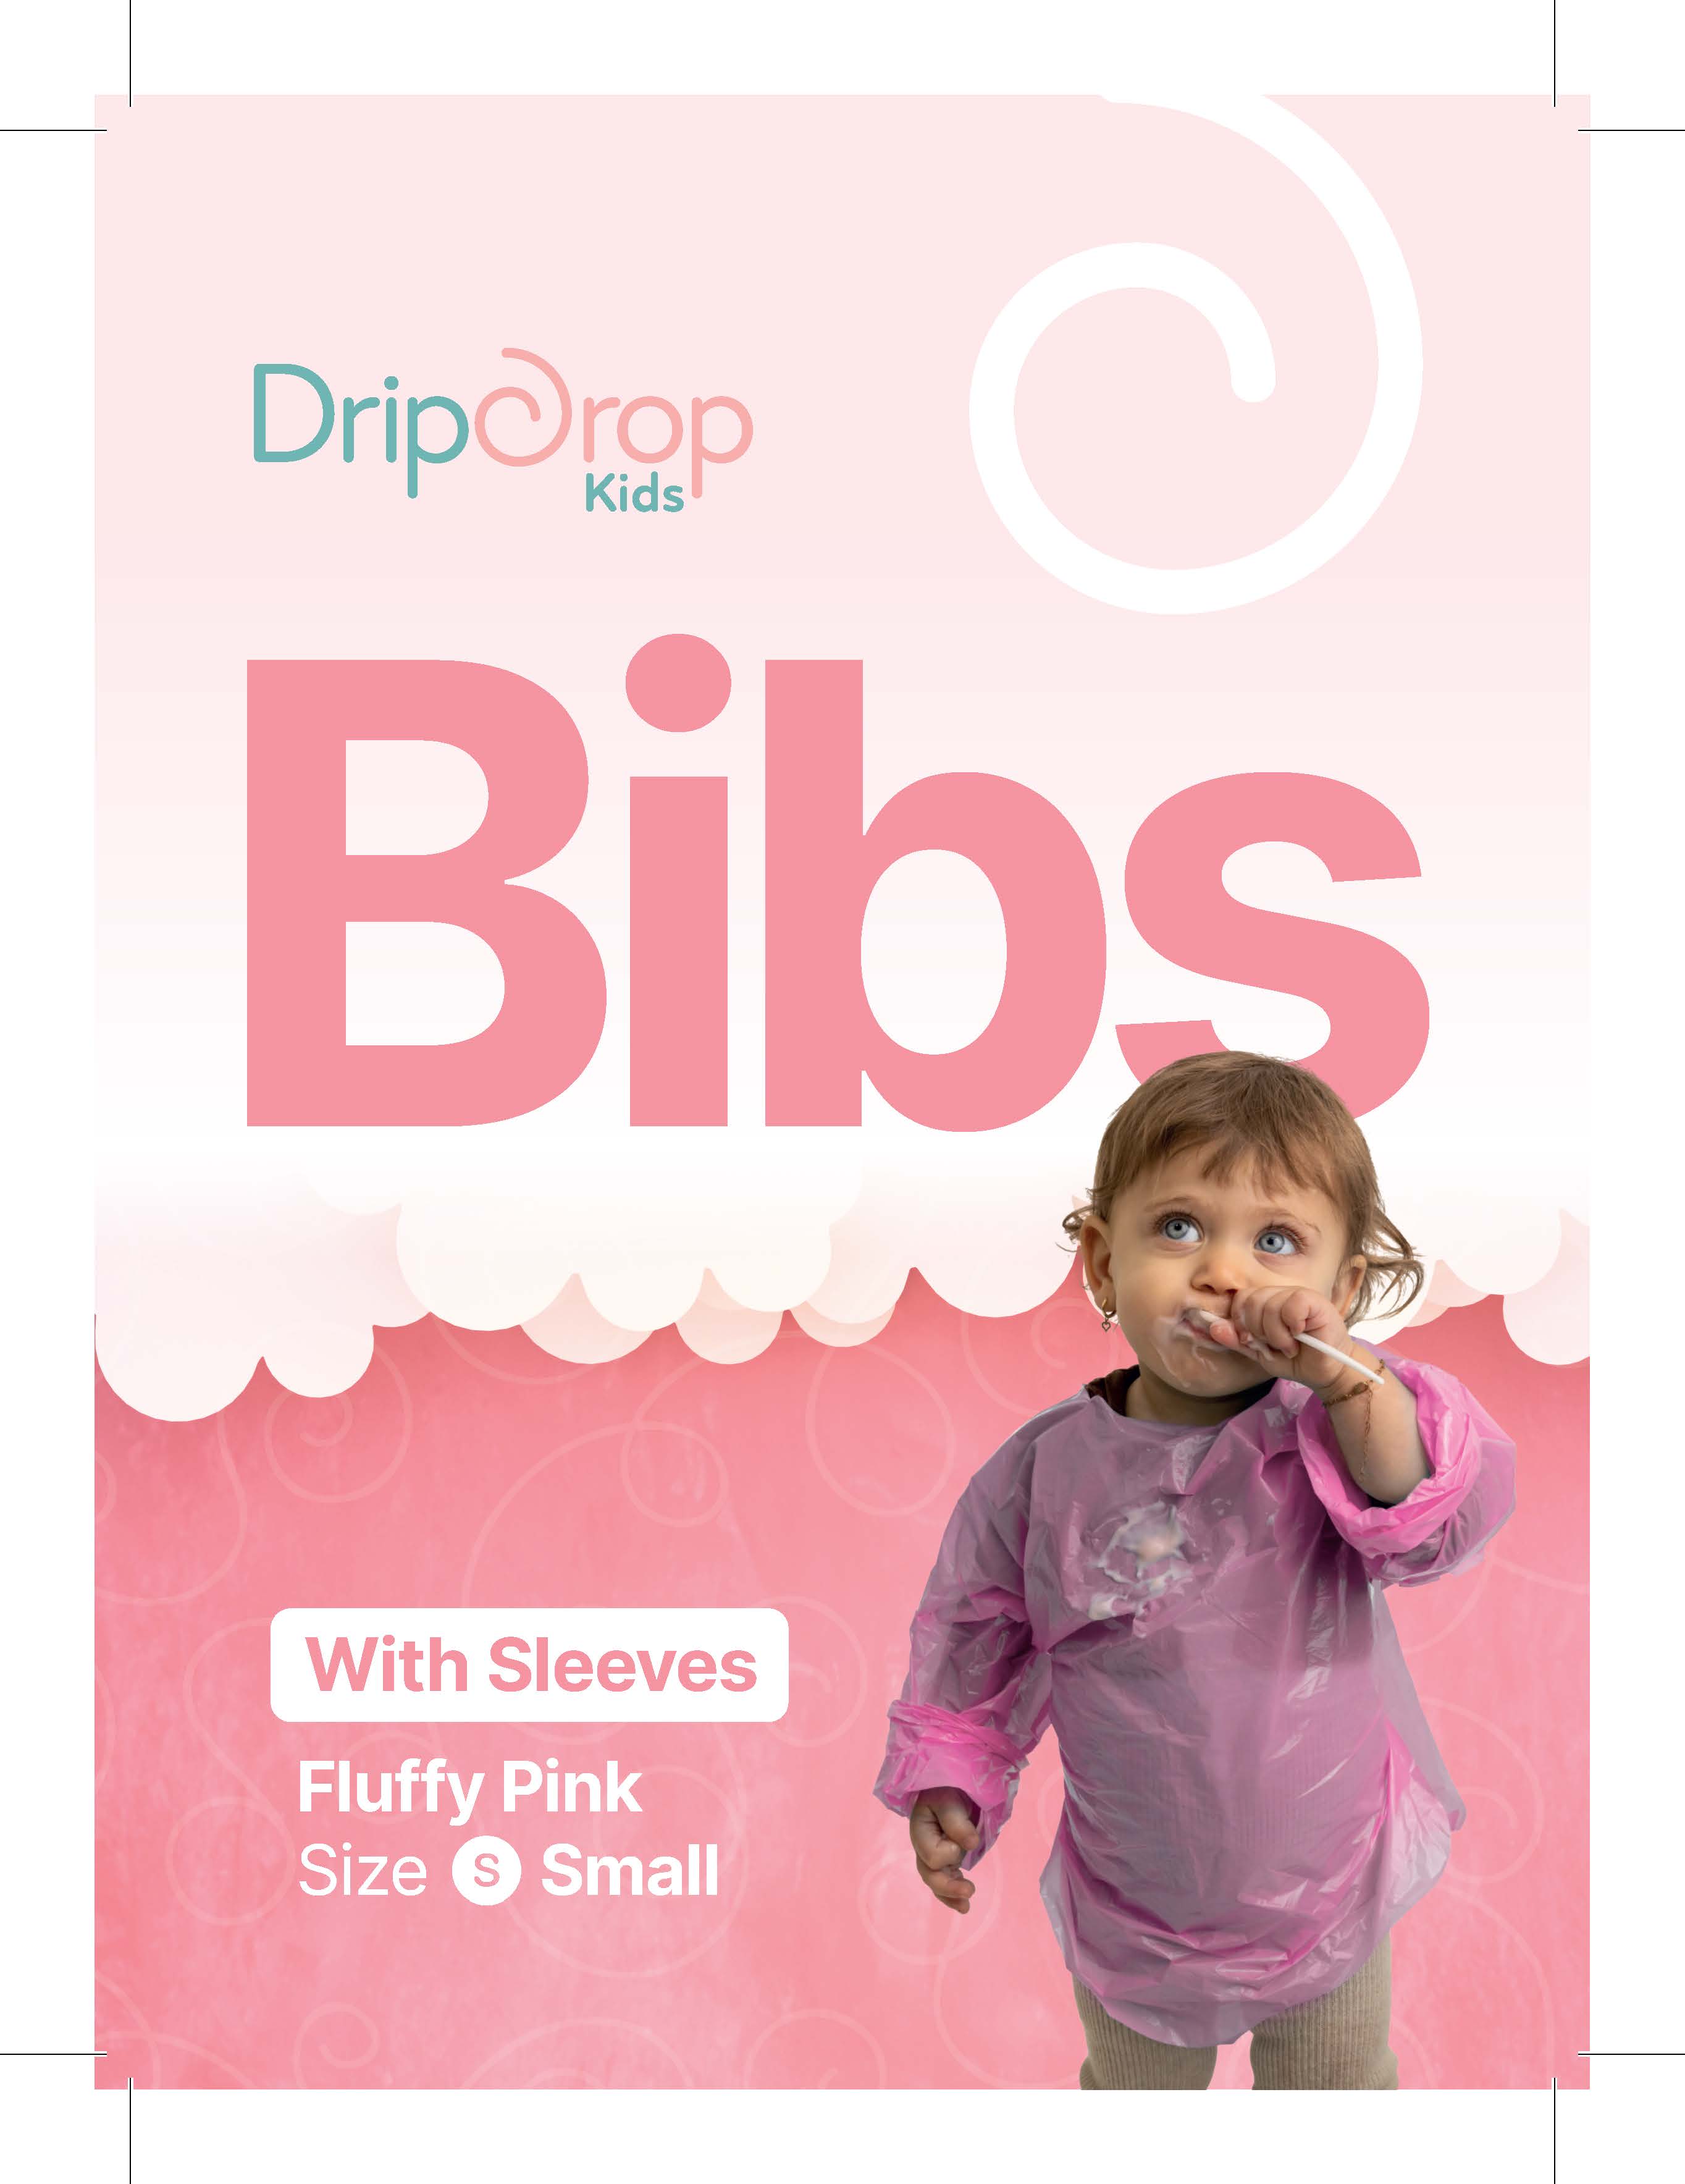 DripDrop
Kids
Bibs
With Sleeves
Fluffy Pink
Size S Small